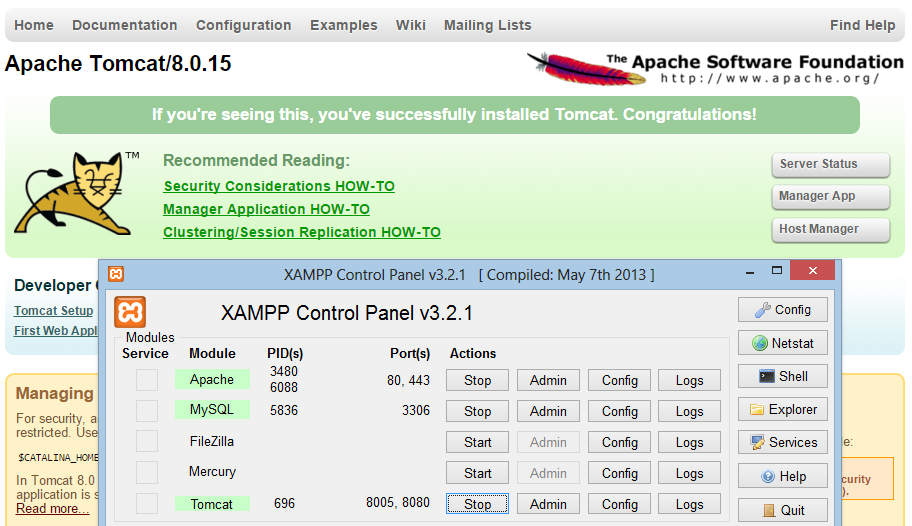 Home Documentation Configuration Examples Wiki Mailing Lists Find Help
Apache Tomcat/8.0.15
The Apache Software Foundation
http://www.apache.org/
If you're seeing this, you've successfully installed Tomcat. Congratulations!
TM
Recommended Reading:
Security Considerations HOW-TO
Manager Application HOW-TO
Clustering/Session Replication HOW-TO
Server Status
Manager App
Host Manager
Developer
Tomcat Setup
First Web Appl
Managing
For security, a
restricted. Use
$CATALINA_HOME
In Tomcat 8.0
application is s
Read more...
e:
curity
).
XAMPP Control Panel v3.2.1 [ Compiled: May 7th 2013 ]
XAMPP Control Panel v3.2.1
Modules
Service Module PID(s) Port(s) Actions
Apache 3480 6088 80, 443 Stop Admin Config Logs
MySQL 5836 3306 Stop Admin Config Logs
FileZilla Start Admin Config Logs
Mercury Start Admin Config Logs
Tomcat 696 8005, 8080 Stop Admin Config Logs
Config
Netstat
Shell
Explorer
Services
Help
Quit